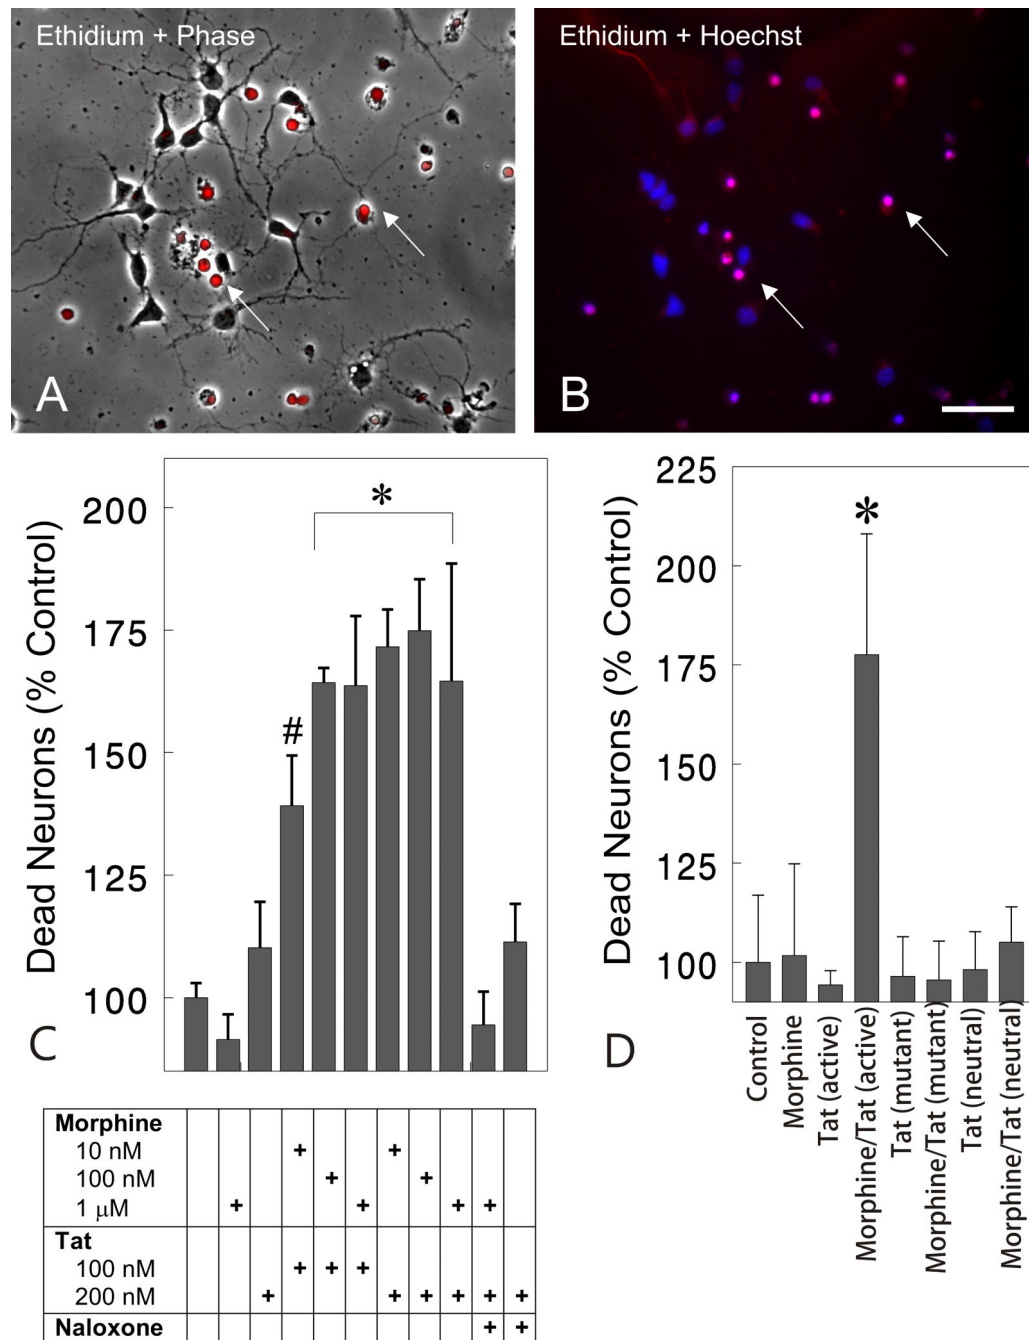 Ethidium + Phase
A
Ethidium + Hoechst
B
Dead Neurons (% Control)
200
175
150
125
100
*
#
C
Dead Neurons (% Control)
225
200
175
150
125
100
*
D
Control
Morphine
Tat (active)
Morphine/Tat (active)
Tat (mutant)
Morphine/Tat (mutant)
Tat (neutral)
Morphine/Tat (neutral)
Morphine
10 nM + +
100 nM + +
1 μM + + + +
Tat
100 nM + + +
200 nM + + + + + +
Naloxone + +